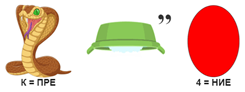 ”
К = ПРЕ
4 = НИЕ